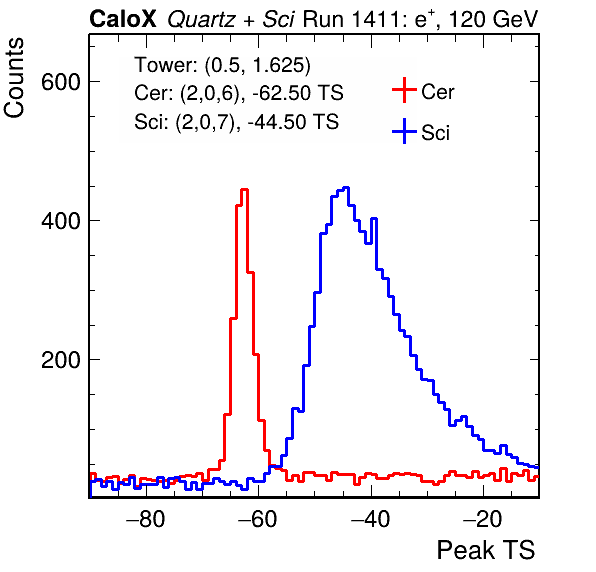 CaloX Quartz + Sci Run 1411: e+, 120 GeV
Counts
Tower: (0.5, 1.625)
Cer: (2,0,6), -62.50 TS
Sci: (2,0,7), -44.50 TS
Cer
Sci
600
400
200
−80 −60 −40 −20
Peak TS